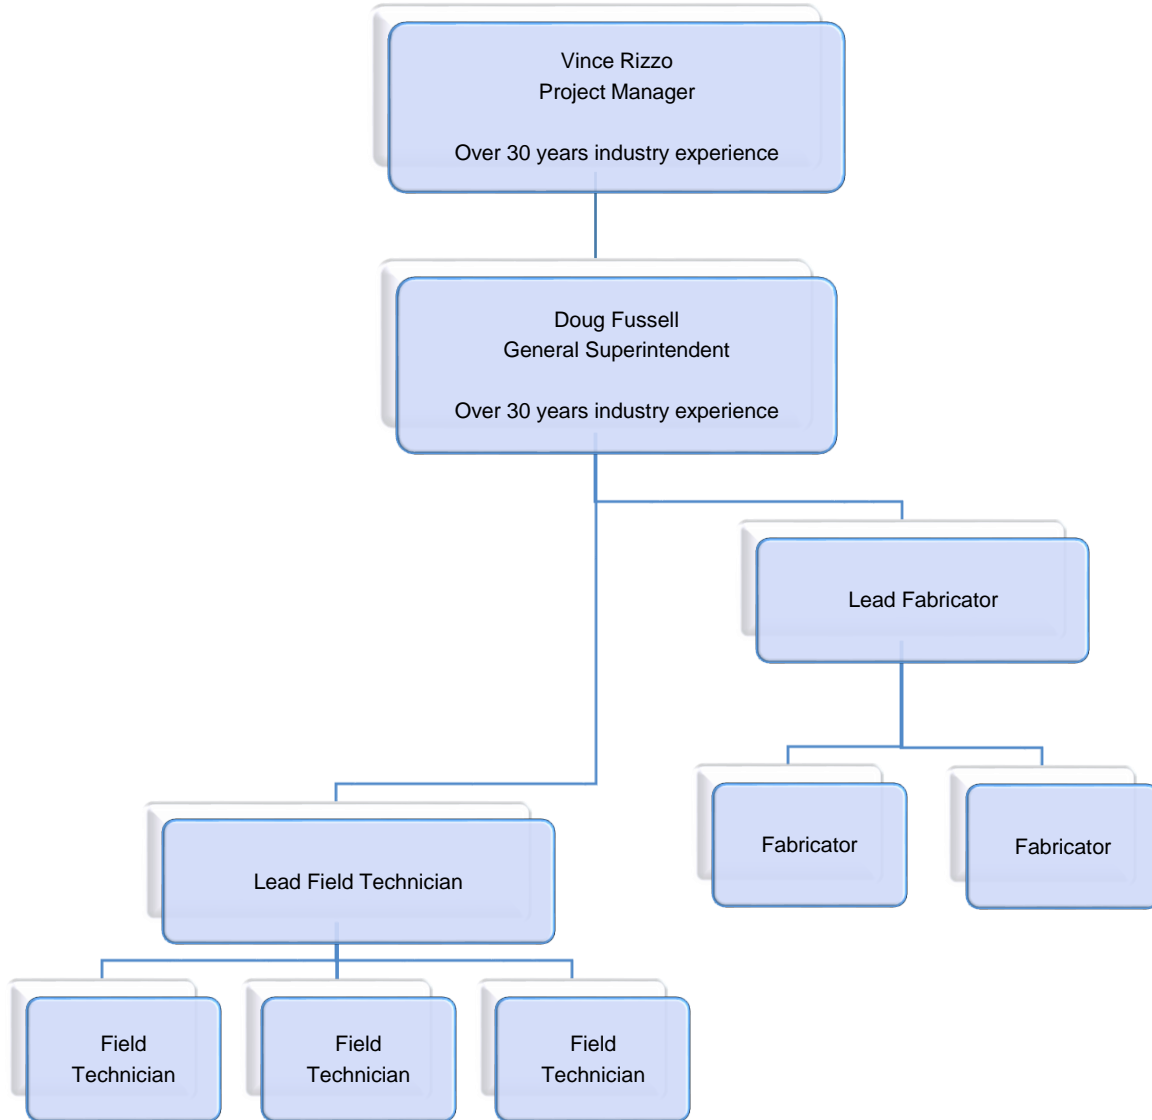 Vince Rizzo
Project Manager
Over 30 years industry experience
Doug Fussell
General Superintendent
Over 30 years industry experience
Lead Fabricator
Fabricator
Fabricator
Lead Field Technician
Field
Technician
Field
Technician
Field
Technician